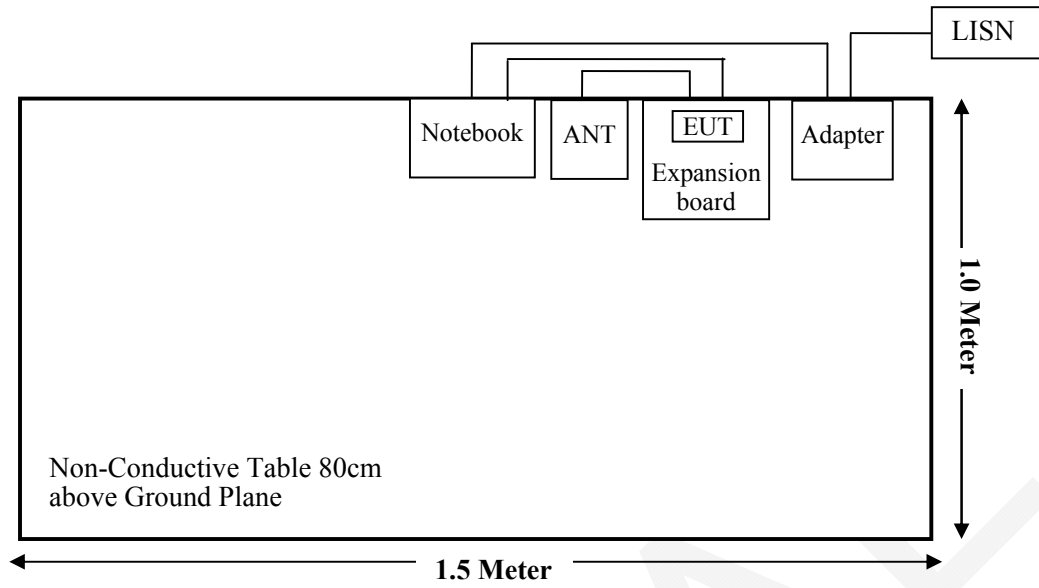 LISN
Notebook
ANT
EUT
Expansion
board
Adapter
1.0 Meter
Non-Conductive Table 80cm
above Ground Plane
1.5 Meter